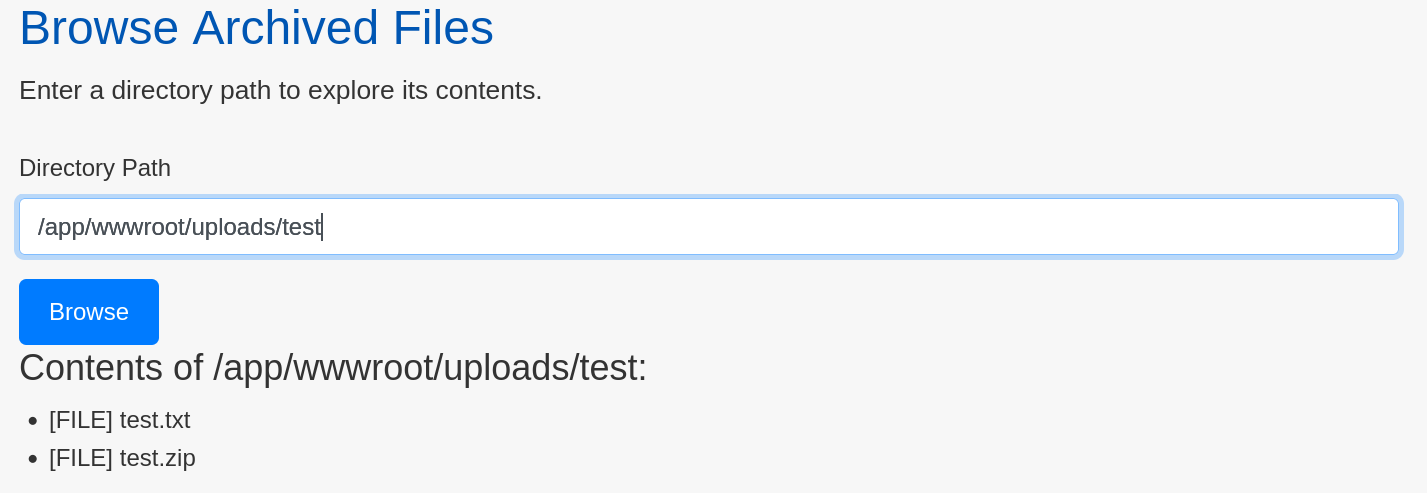 Browse Archived Files
Enter a directory path to explore its contents.
Directory Path
/app/wwwroot/uploads/test
Browse
Contents of /app/wwwroot/uploads/test:
[FILE] test.txt
[FILE] test.zip